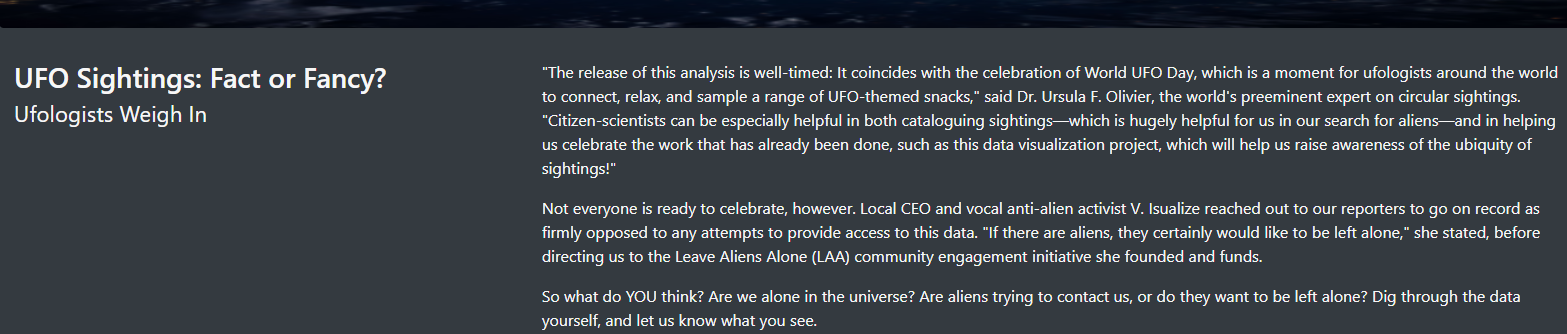 UFO Sightings: Fact or Fancy?
Ufologists Weigh In
"The release of this analysis is well-timed: It coincides with the celebration of World UFO Day, which is a moment for ufologists around the world
to connect, relax, and sample a range of UFO-themed snacks," said Dr. Ursula F. Olivier, the world's preeminent expert on circular sightings.
"Citizen-scientists can be especially helpful in both cataloguing sightings—which is hugely helpful for us in our search for aliens—and in helping
us celebrate the work that has already been done, such as this data visualization project, which will help us raise awareness of the ubiquity of
sightings!"
Not everyone is ready to celebrate, however. Local CEO and vocal anti-alien activist V. Isualize reached out to our reporters to go on record as
firmly opposed to any attempts to provide access to this data. "If there are aliens, they certainly would like to be left alone," she stated, before
directing us to the Leave Aliens Alone (LAA) community engagement initiative she founded and funds.
So what do YOU think? Are we alone in the universe? Are aliens trying to contact us, or do they want to be left alone? Dig through the data
yourself, and let us know what you see.